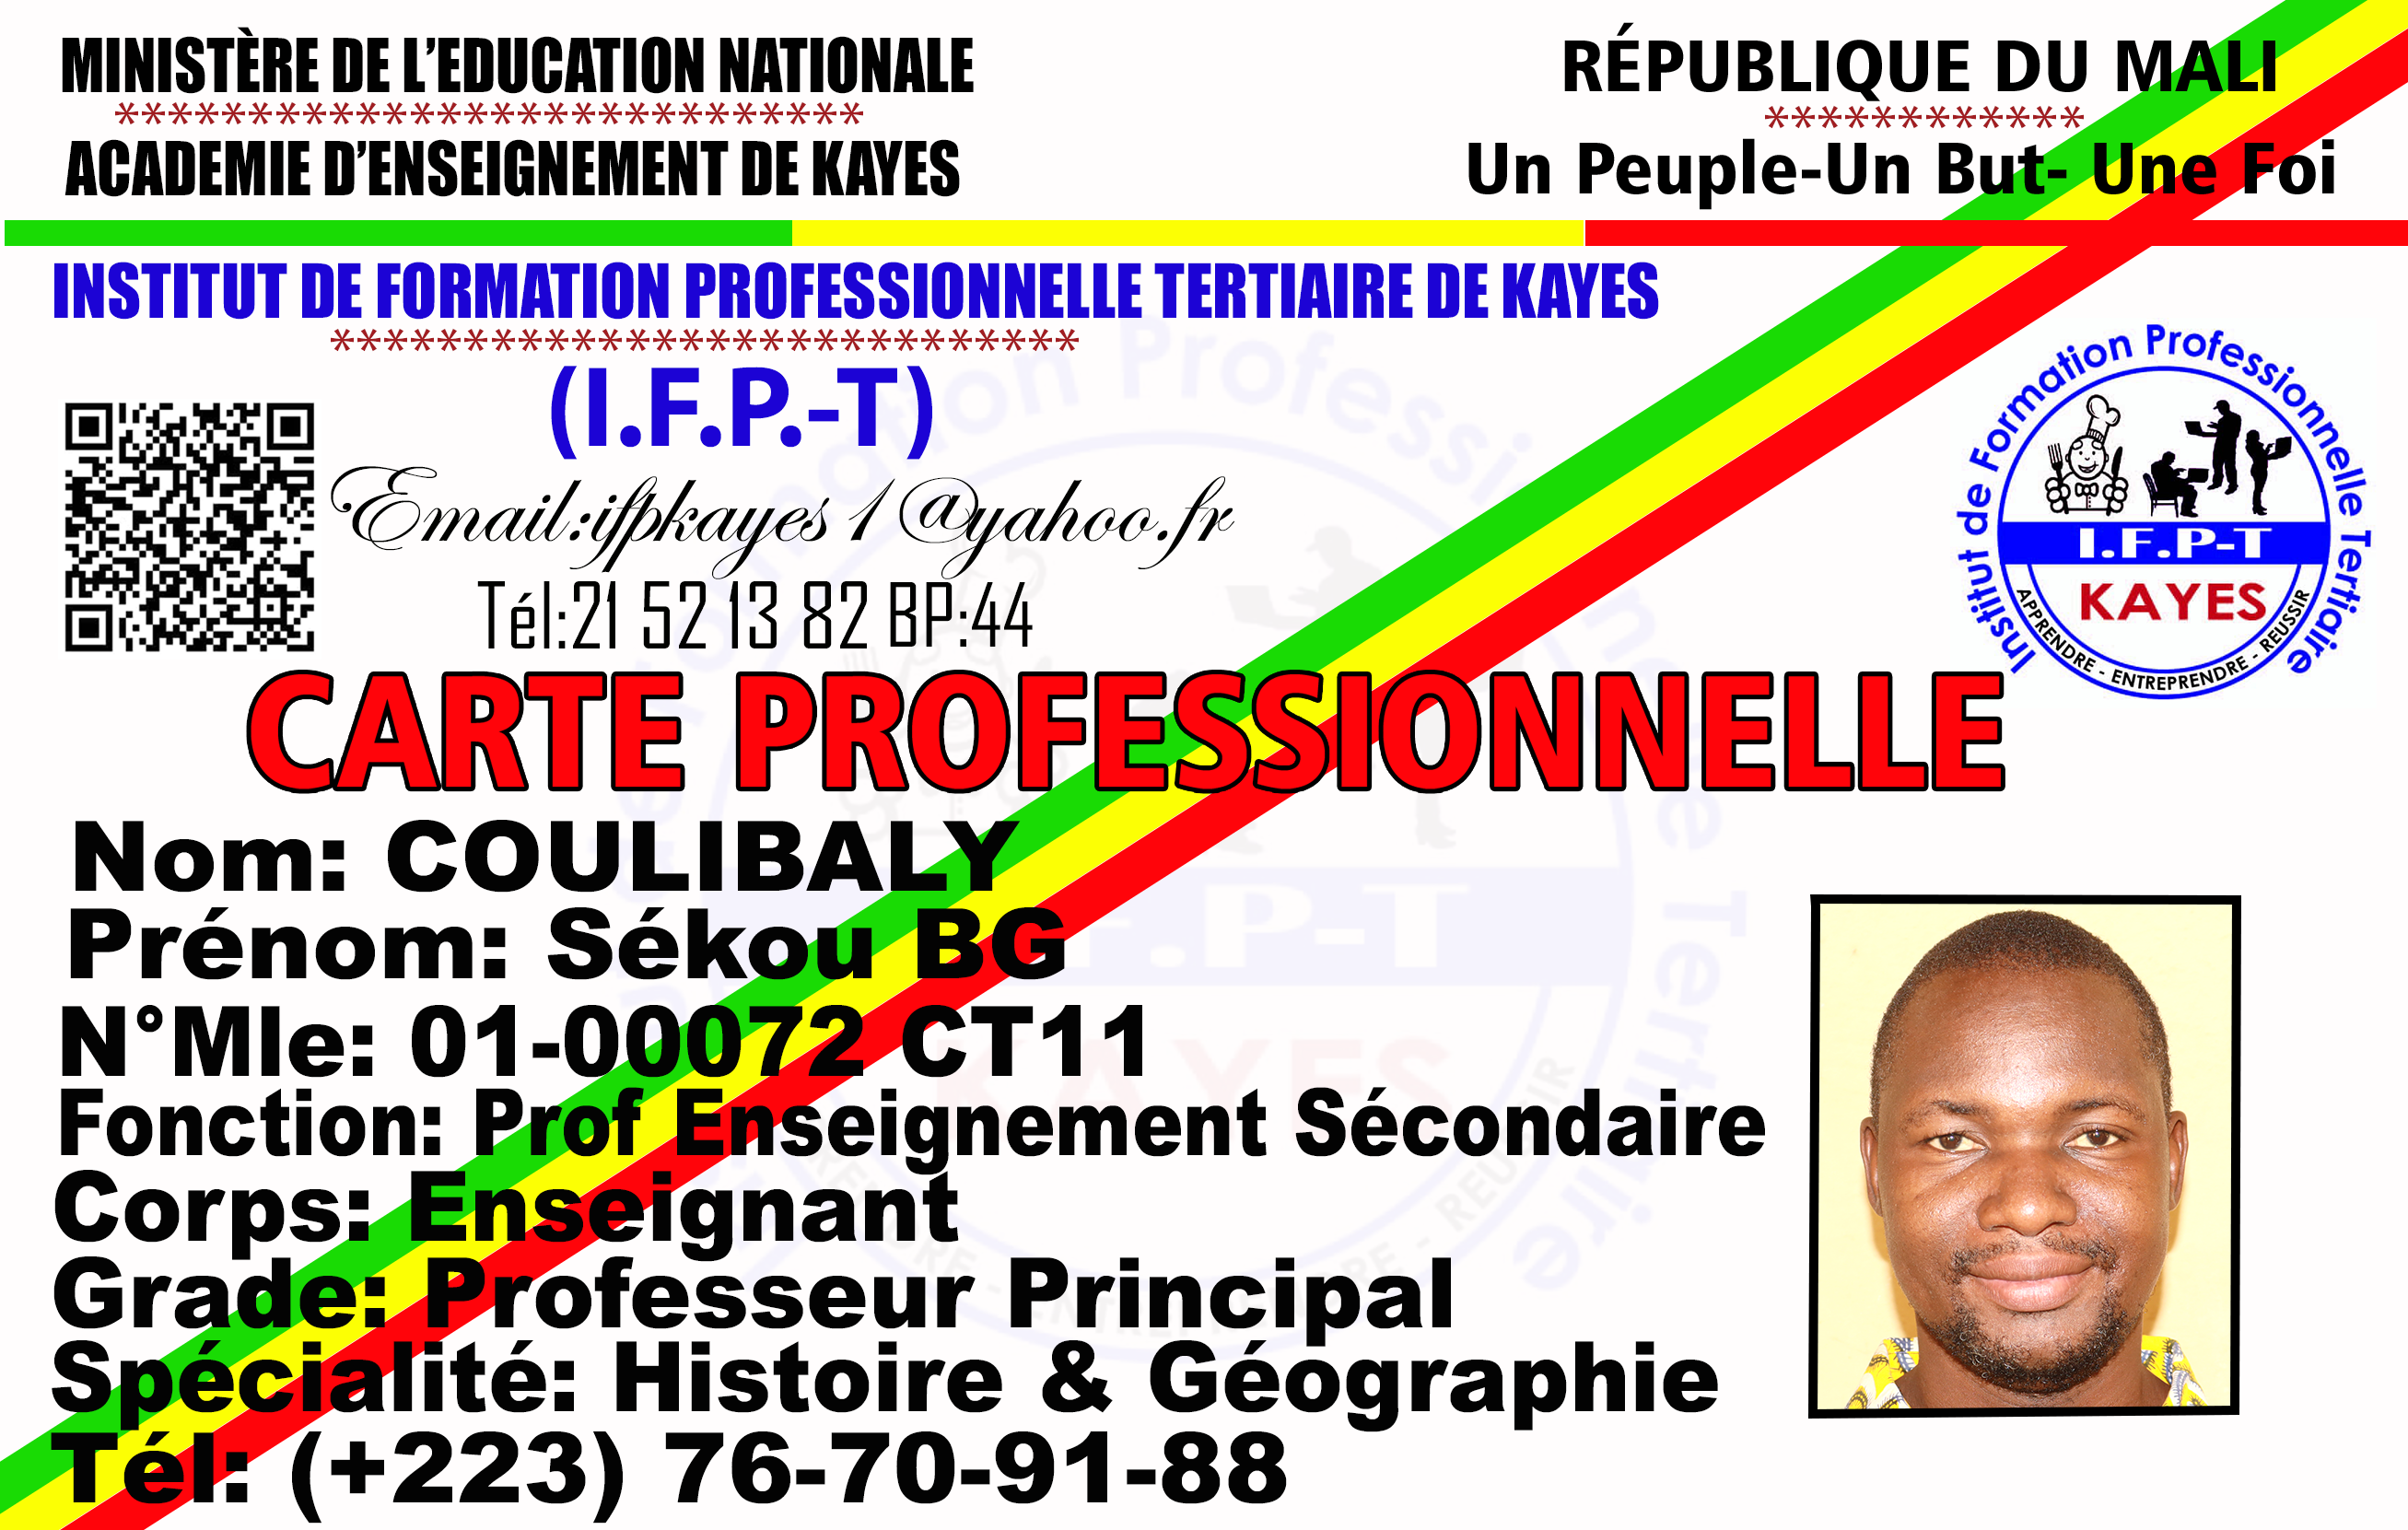 MINISTÈRE DE L'EDUCATION NATIONALE
****************************
ACADEMIE D'ENSEIGNEMENT DE KAYES
RÉPUBLIQUE DU MALI
************
Un Peuple-Un But- Une Foi
INSTITUT DE FORMATION PROFESSIONNELLE TERTIAIRE DE KAYES
****************************
(I.F.P.-T)
Email:ifpkayes1@yahoo.fr
Tél:21 52 13 82 BP:44
Institut de Formation Professionnelle Tertiaire
I.F.P-T
KAYES
APPRENDRE - ENTREPRENDRE - REUSSIR
CARTE PROFESSIONNELLE
Nom: COULIBALY
Prénom: Sékou BG
N°Mle: 01-00072 CT11
Fonction: Prof Enseignement Sécondaire
Corps: Enseignant
Grade: Professeur Principal
Spécialité: Histoire & Géographie
Tél: (+223) 76-70-91-88